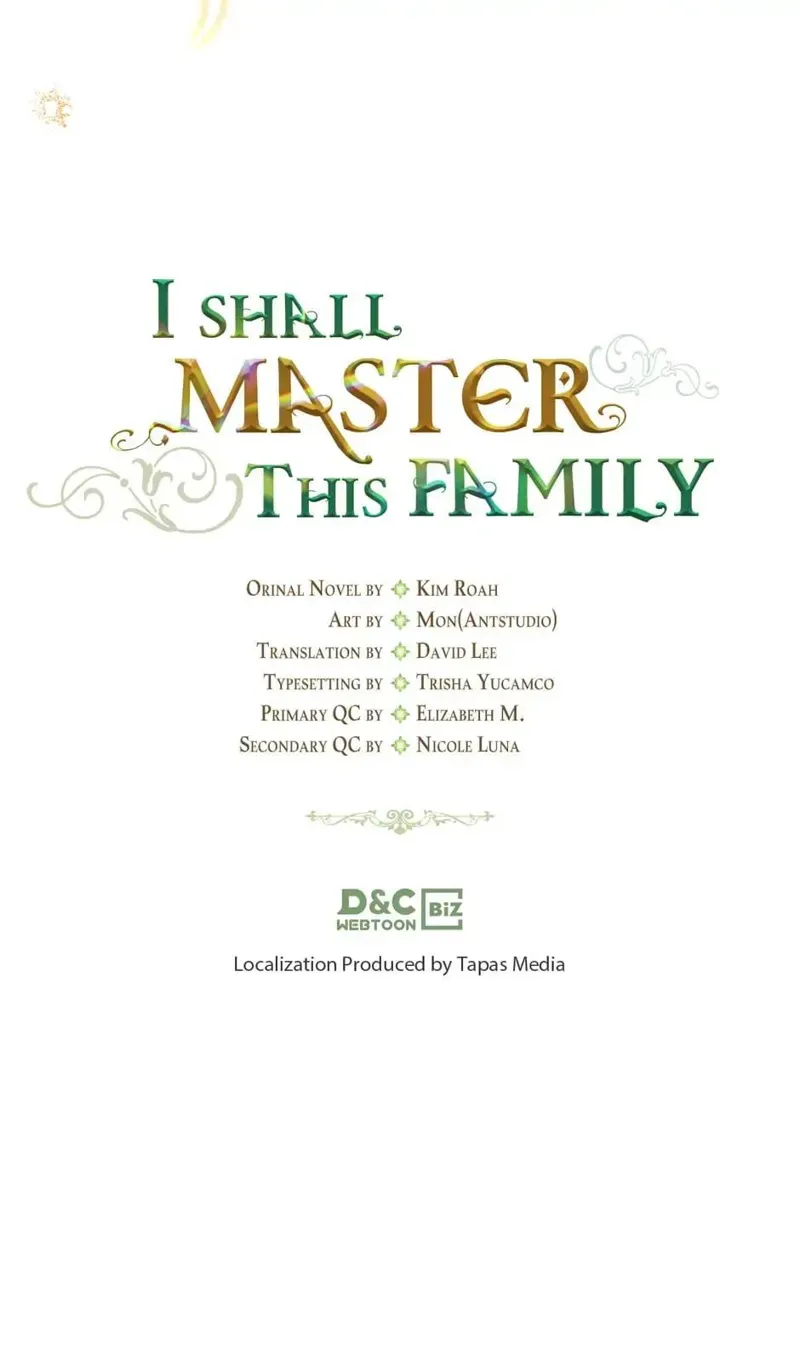 I SHALL
MASTER
THIS FAMILY
ORINAL NOVEL BY KIM ROAH
ART BY MON(ANTSTUDIO)
TRANSLATION BY DAVID LEE
TYPESETTING BY TRISHA YUCAMCO
PRIMARY QC BY ELIZABETH M.
SECONDARY QC BY NICOLE LUNA
D&C
WEBTOON BiZ
Localization Produced by Tapas Media